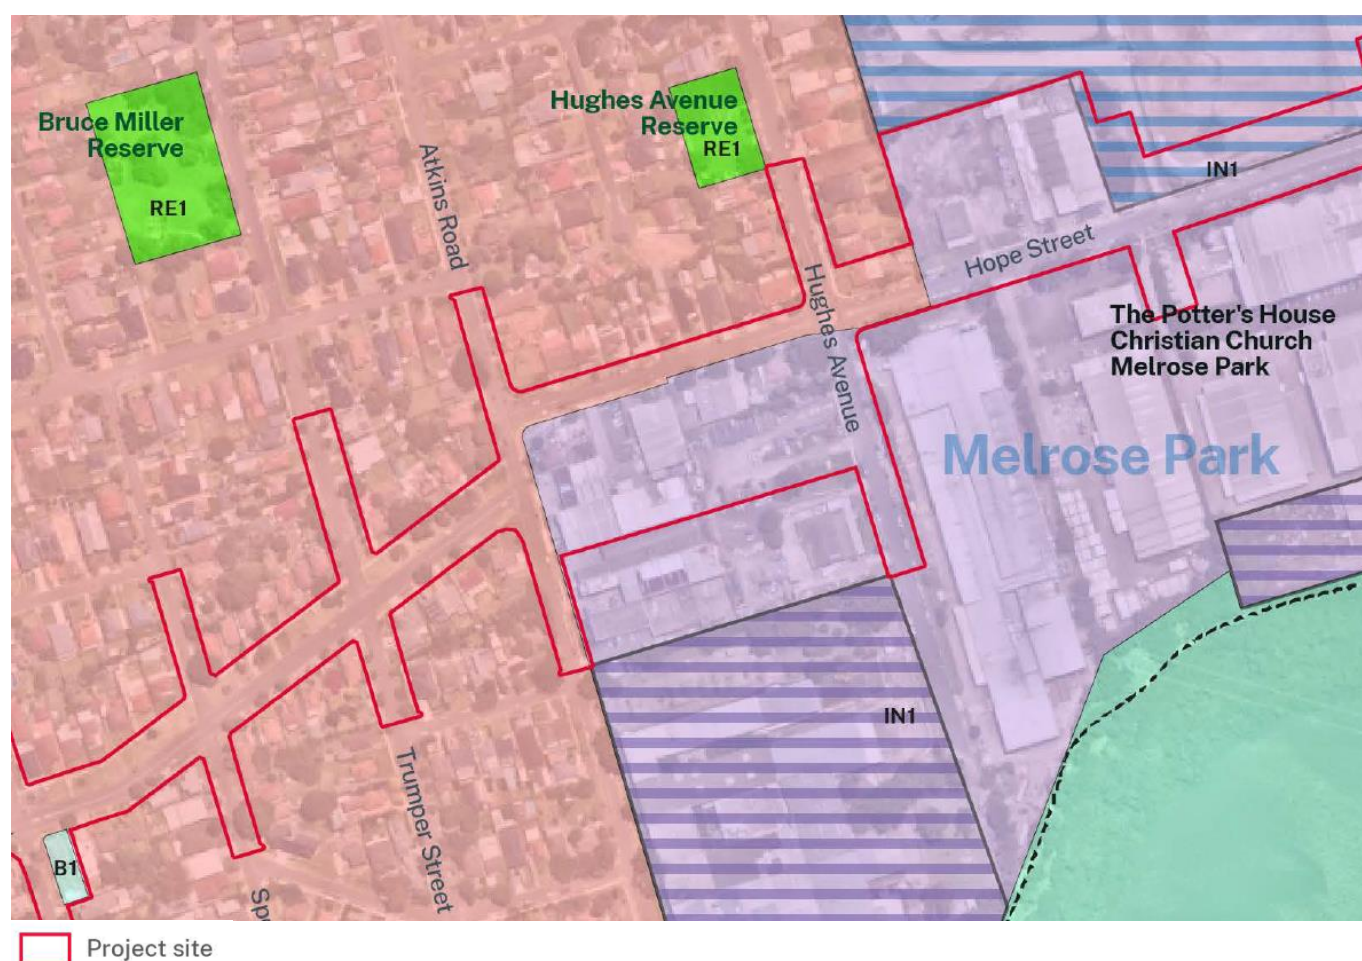 Bruce Miller
Reserve
RE1
Hughes Avenue
Reserve
RE1
Atkins Road
IN1
Hope Street
Hughes Avenue
The Potter's House
Christian Church
Melrose Park
Melrose Park
IN1
Trumper Street
B1
Project site